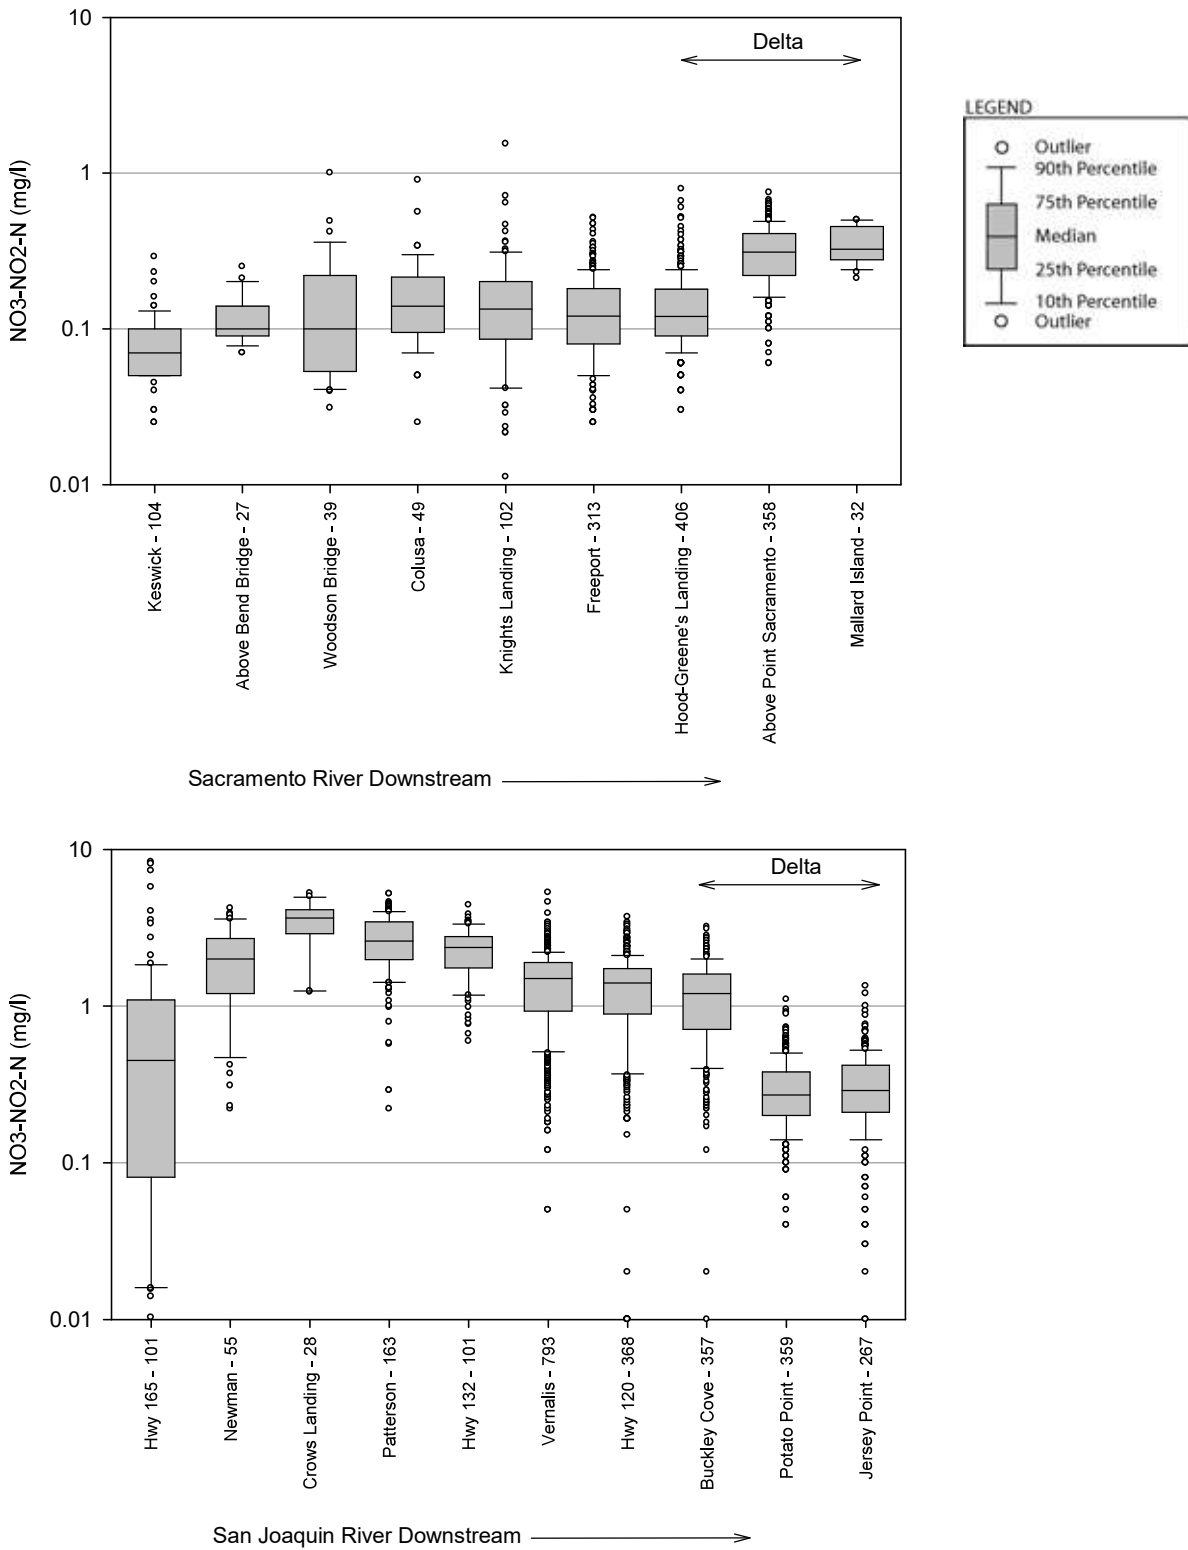 10
Delta
1
0.1
0.01
NO3-NO2-N (mg/l)
Keswick - 104
Above Bend Bridge - 27
Woodson Bridge - 39
Colusa - 49
Knights Landing - 102
Freeport - 313
Hood-Greene's Landing - 406
Above Point Sacramento - 358
Mallard Island - 32
Sacramento River Downstream
LEGEND
Outlier
90th Percentile
75th Percentile
Median
25th Percentile
10th Percentile
Outlier
10
Delta
1
0.1
0.01
NO3-NO2-N (mg/l)
Hwy 165 - 101
Newman - 55
Crows Landing - 28
Patterson - 163
Hwy 132 - 101
Vernalis - 793
Hwy 120 - 368
Buckley Cove - 357
Potato Point - 359
Jersey Point - 267
San Joaquin River Downstream